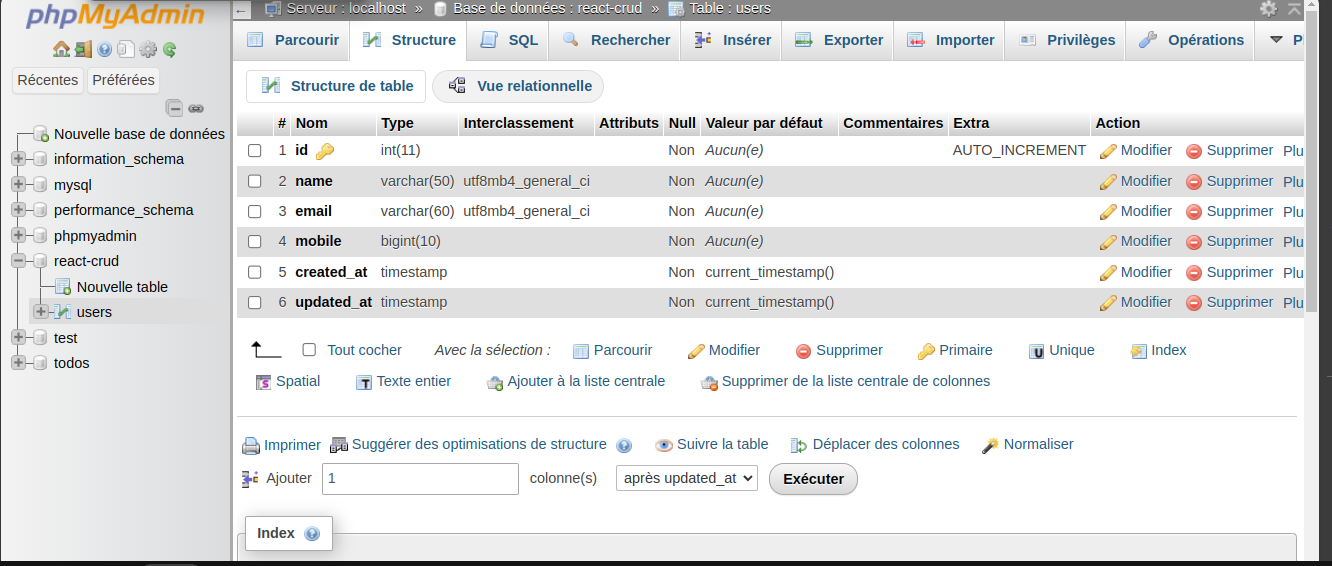 phpMyAdmin
Récentes Préférées
Nouvelle base de données
information_schema
mysql
performance_schema
phpmyadmin
react-crud
Nouvelle table
users
test
todos
Serveur : localhost » Base de données : react-crud » Table : users
Parcourir Structure SQL Rechercher Insérer Exporter Importer Privilèges Opérations
Structure de table Vue relationnelle
# Nom Type Interclassement Attributs Null Valeur par défaut Commentaires Extra Action
1 id int(11) Non Aucun(e) AUTO_INCREMENT Modifier Supprimer Plu
2 name varchar(50) utf8mb4_general_ci Non Aucun(e) Modifier Supprimer Plu
3 email varchar(60) utf8mb4_general_ci Non Aucun(e) Modifier Supprimer Plu
4 mobile bigint(10) Non Aucun(e) Modifier Supprimer Plu
5 created_at timestamp Non current_timestamp() Modifier Supprimer Plu
6 updated_at timestamp Non current_timestamp() Modifier Supprimer Plu
Tout cocher Avec la sélection : Parcourir Modifier Supprimer Primaire Unique Index
Spatial Texte entier Ajouter à la liste centrale Supprimer de la liste centrale de colonnes
Imprimer Suggérer des optimisations de structure Suivre la table Déplacer des colonnes Normaliser
Ajouter 1 colonne(s) après updated_at Exécuter
Index